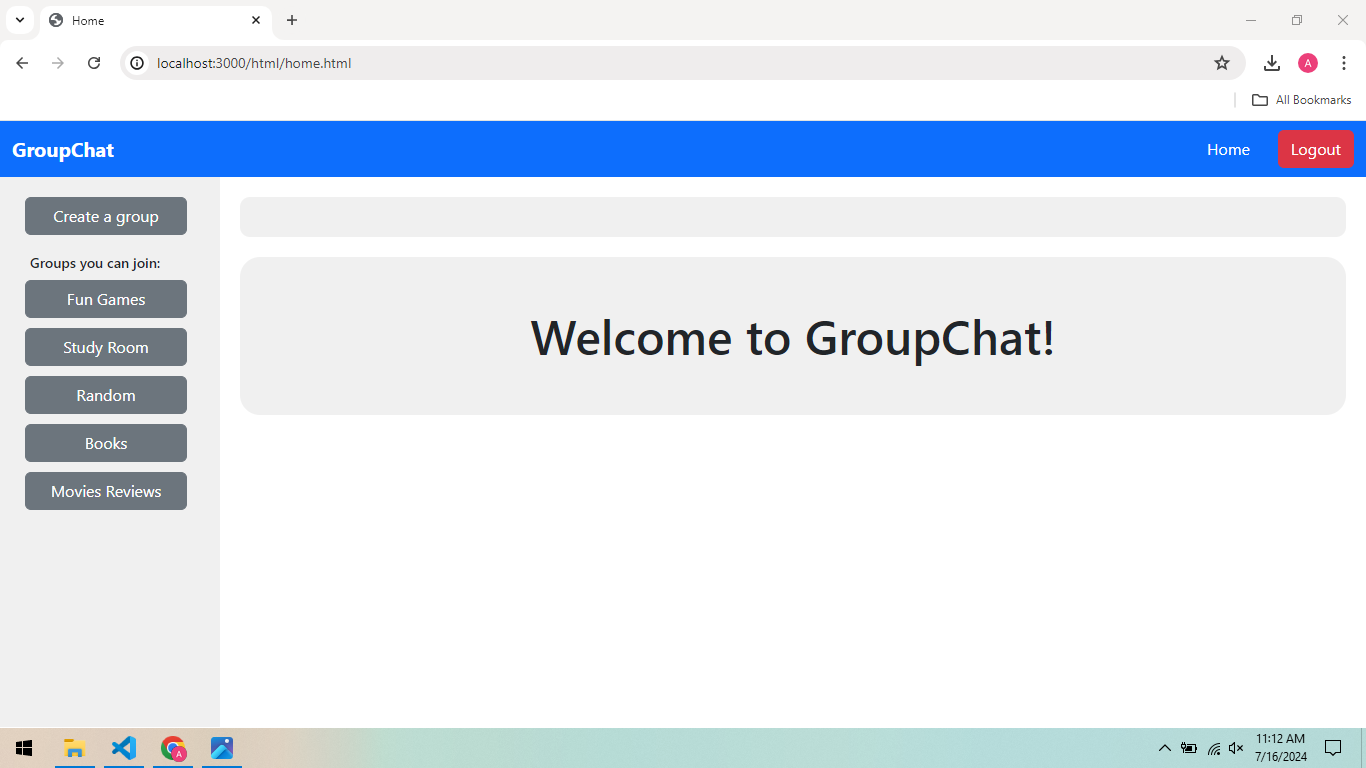 Home
localhost:3000/html/home.html
A
All Bookmarks
GroupChat
Home
Logout
Create a group
Groups you can join:
Fun Games
Study Room
Random
Books
Movies Reviews
Welcome to GroupChat!
A
11:12 AM
7/16/2024